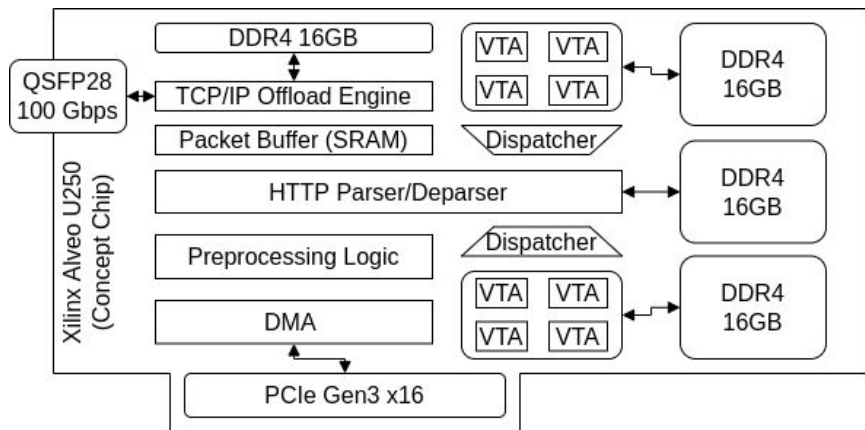 DDR4 16GB
QSFP28
100 Gbps
TCP/IP Offload Engine
Packet Buffer (SRAM)
HTTP Parser/Deparser
Preprocessing Logic
DMA
PCIe Gen3 x16
Xilinx Alveo U250
(Concept Chip)
VTA VTA
VTA VTA
Dispatcher
Dispatcher
VTA VTA
VTA VTA
DDR4
16GB
DDR4
16GB
DDR4
16GB